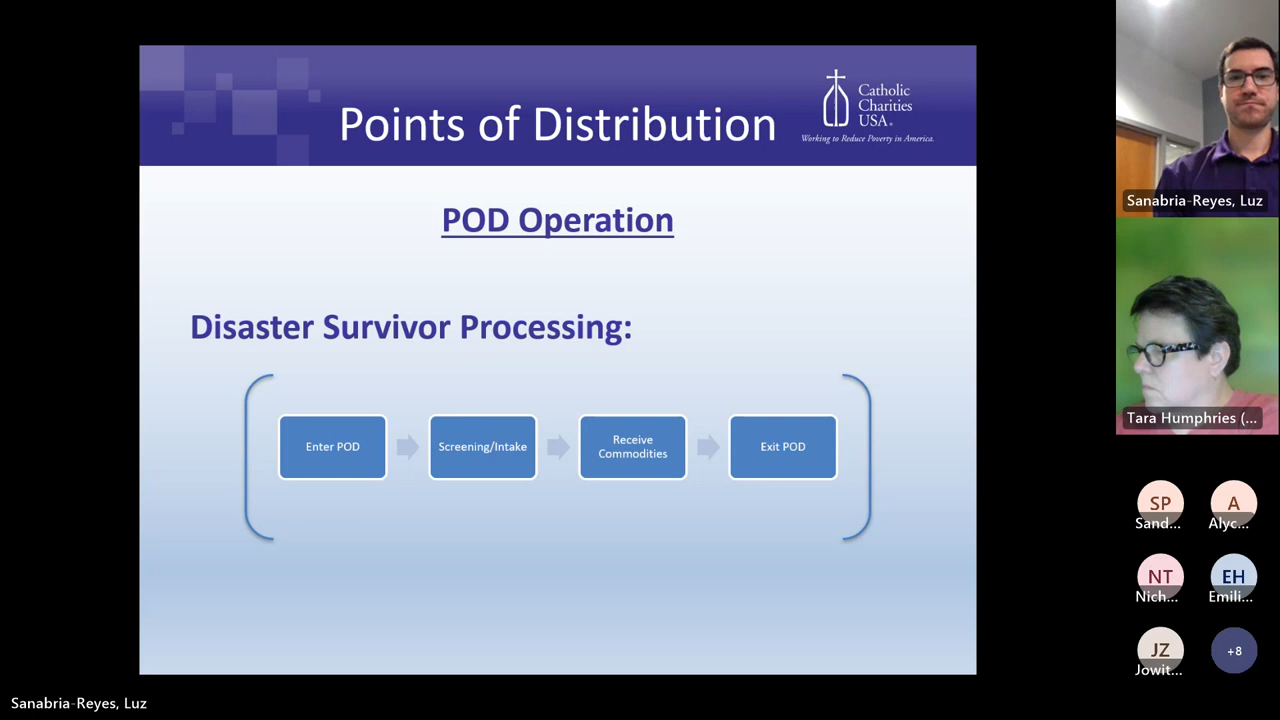 Points of Distribution
Catholic
Charities
USA®
Working to Reduce Poverty in America.
POD Operation
Disaster Survivor Processing:
Enter POD
Screening/Intake
Receive
Commodities
Exit POD
Sanabria-Reyes, Luz
Tara Humphries (...
SP
Sand...
A
Alyc...
NT
Nich...
EH
Emili...
JZ
Jowit...
+8
Sanabria-Reyes, Luz